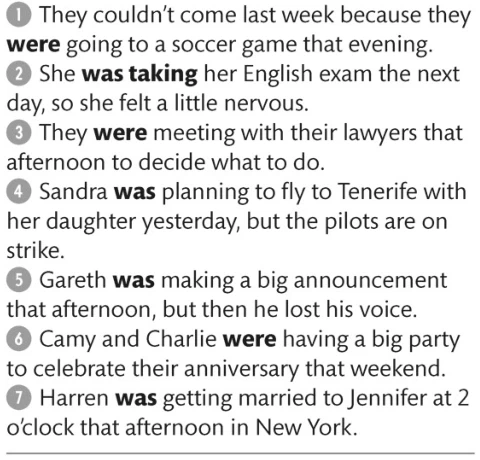 1 They couldn’t come last week because they
were going to a soccer game that evening.
2 She was taking her English exam the next
day, so she felt a little nervous.
3 They were meeting with their lawyers that
afternoon to decide what to do.
4 Sandra was planning to fly to Tenerife with
her daughter yesterday, but the pilots are on
strike.
5 Gareth was making a big announcement
that afternoon, but then he lost his voice.
6 Camy and Charlie were having a big party
to celebrate their anniversary that weekend.
7 Harren was getting married to Jennifer at 2
o’clock that afternoon in New York.